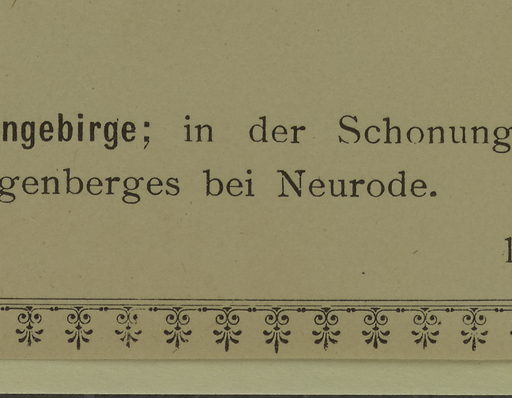 ngebirge; in der Schonung
genberges bei Neurode.